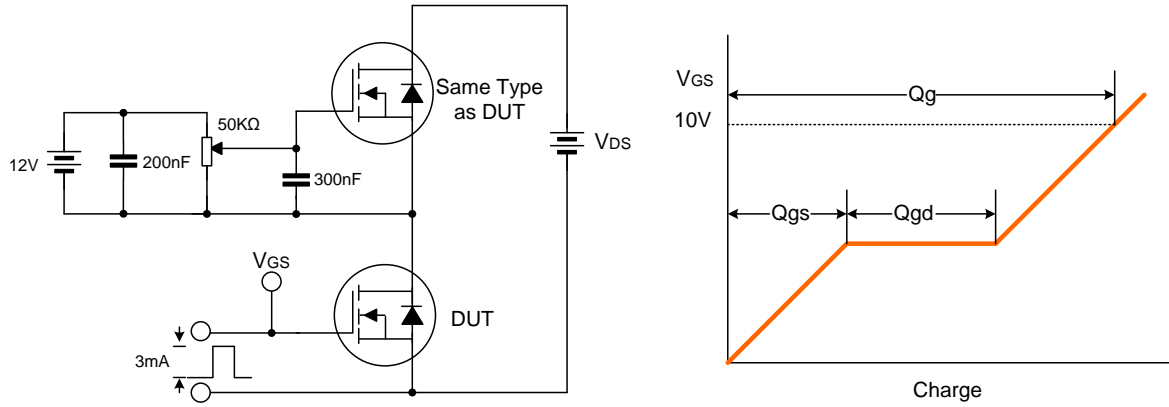 12V
200nF
50KΩ
300nF
Same Type
as DUT
VDS
VGS
DUT
3mA
VGS
10V
Qg
Qgs
Qgd
Charge